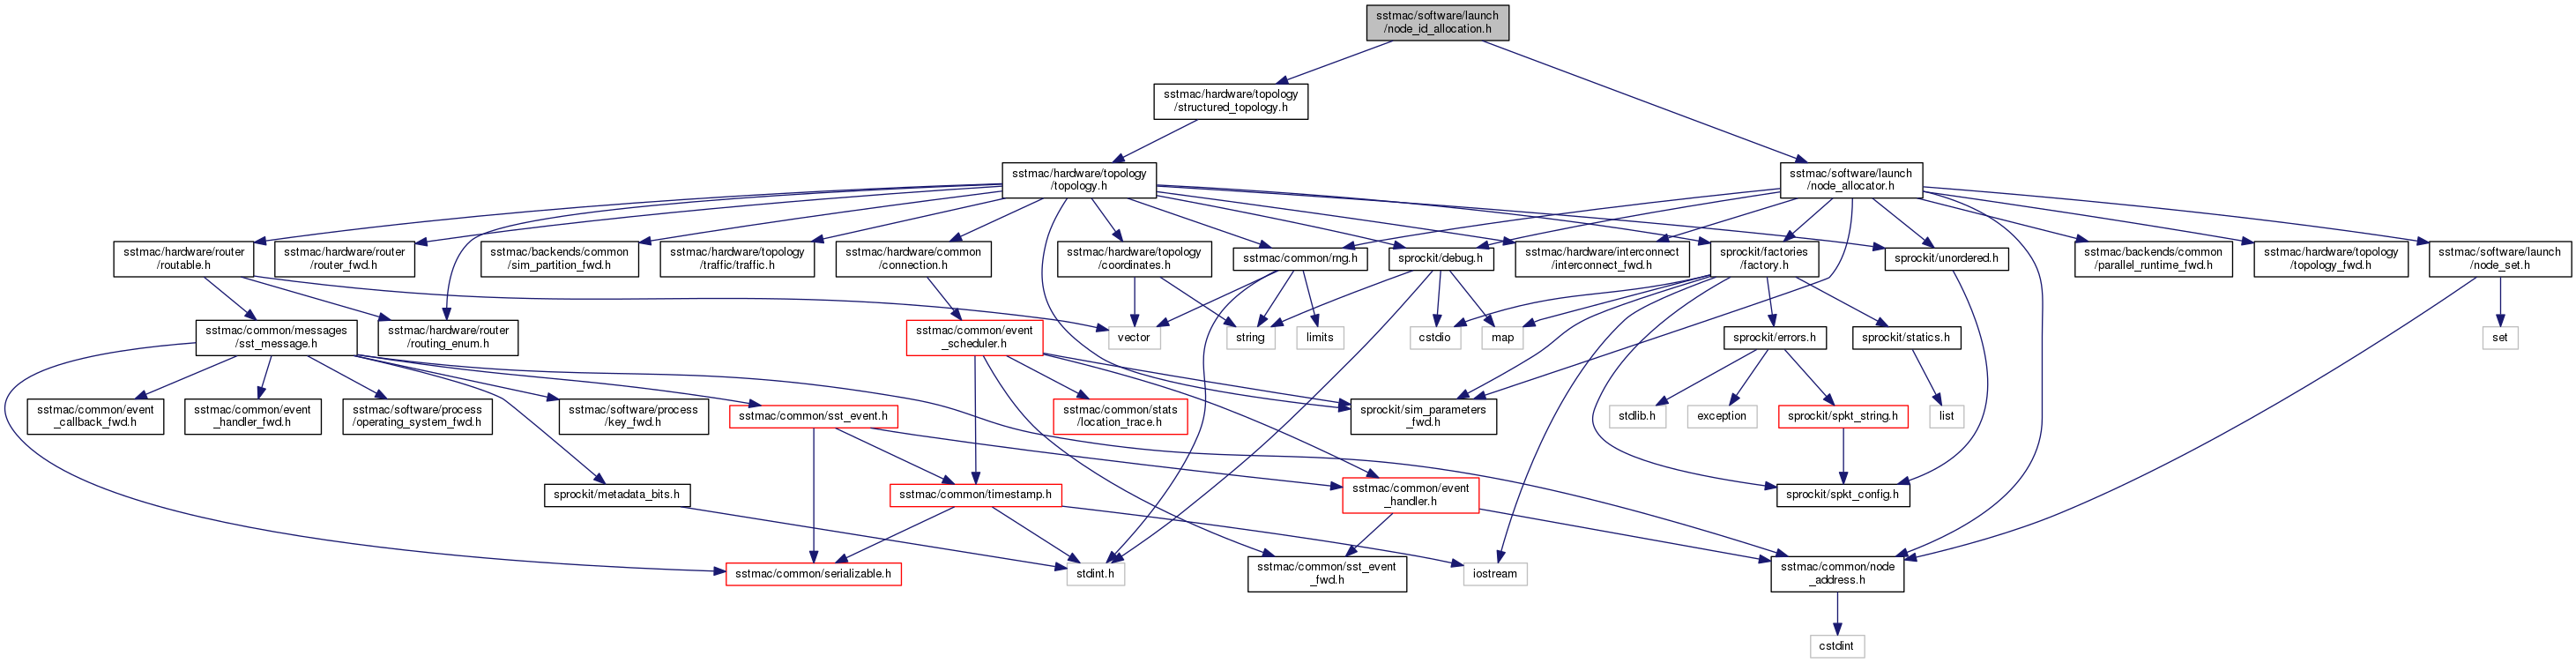 sstmac/software/launch
/node_id_allocation.h
sstmac/hardware/topology
/structured_topology.h
sstmac/hardware/topology
/topology.h
sstmac/software/launch
/node_allocator.h
sstmac/hardware/router
/routable.h
sstmac/hardware/router
/router_fwd.h
sstmac/backends/common
/sim_partition_fwd.h
sstmac/hardware/topology
/traffic/traffic.h
sstmac/hardware/common
/connection.h
sstmac/hardware/topology
/coordinates.h
sstmac/common/rng.h
sprockit/debug.h
sstmac/hardware/interconnect
/interconnect_fwd.h
sprockit/factories
/factory.h
sprockit/unordered.h
sstmac/backends/common
/parallel_runtime_fwd.h
sstmac/hardware/topology
/topology_fwd.h
sstmac/software/launch
/node_set.h
sstmac/common/messages
/sst_message.h
sstmac/hardware/router
/routing_enum.h
sstmac/common/event
_scheduler.h
vector
string
limits
cstdio
map
sprockit/errors.h
sprockit/statics.h
set
sstmac/common/event
_callback_fwd.h
sstmac/common/event
_handler_fwd.h
sstmac/software/process
/operating_system_fwd.h
sstmac/software/process
/key_fwd.h
sstmac/common/sst_event.h
sstmac/common/stats
/location_trace.h
sprockit/sim_parameters
_fwd.h
stdlib.h
exception
sprockit/spkt_string.h
list
sprockit/metadata_bits.h
sstmac/common/timestamp.h
sstmac/common/event
_handler.h
sprockit/spkt_config.h
sstmac/common/serializable.h
stdint.h
sstmac/common/sst_event
_fwd.h
iostream
sstmac/common/node
_address.h
cstdint